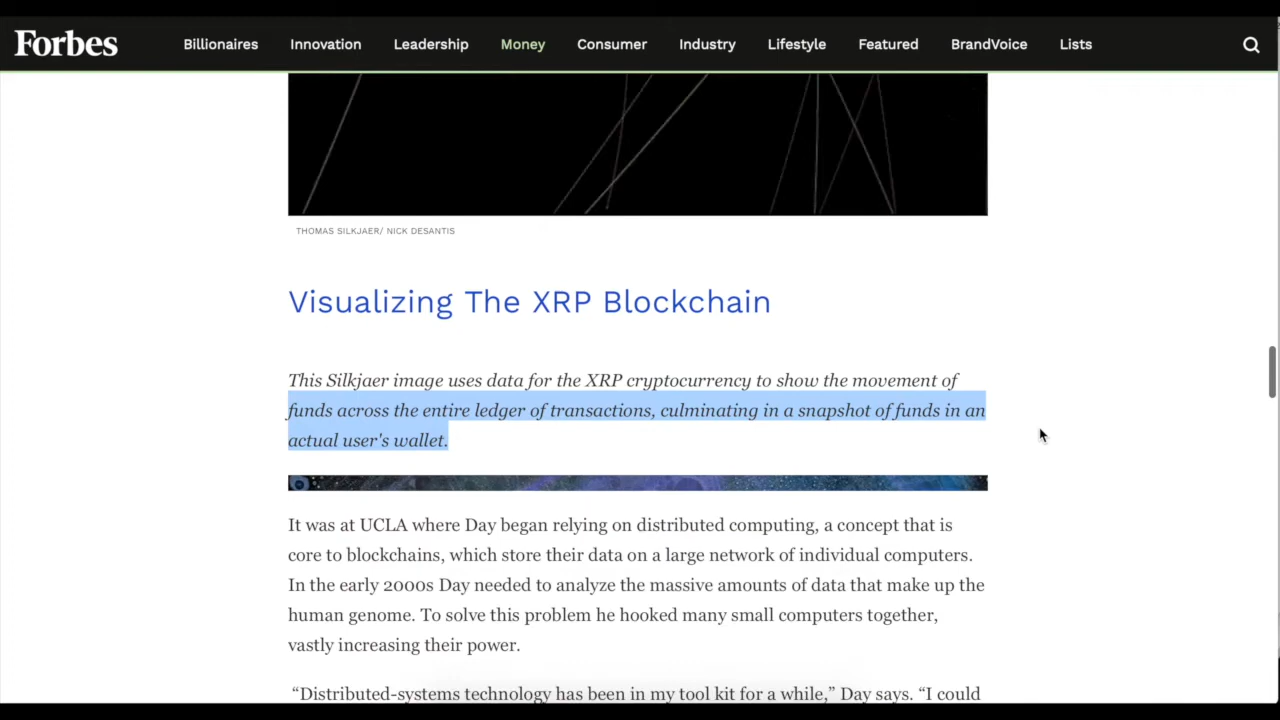 Forbes Billionaires Innovation Leadership Money Consumer Industry Lifestyle Featured BrandVoice Lists
THOMAS SILKJAER/ NICK DESANTIS
Visualizing The XRP Blockchain
This Silkjaer image uses data for the XRP cryptocurrency to show the movement of
funds across the entire ledger of transactions, culminating in a snapshot of funds in an
actual user's wallet.
It was at UCLA where Day began relying on distributed computing, a concept that is
core to blockchains, which store their data on a large network of individual computers.
In the early 2000s Day needed to analyze the massive amounts of data that make up the
human genome. To solve this problem he hooked many small computers together,
vastly increasing their power.
“Distributed-systems technology has been in my tool kit for a while,” Day says. “I could